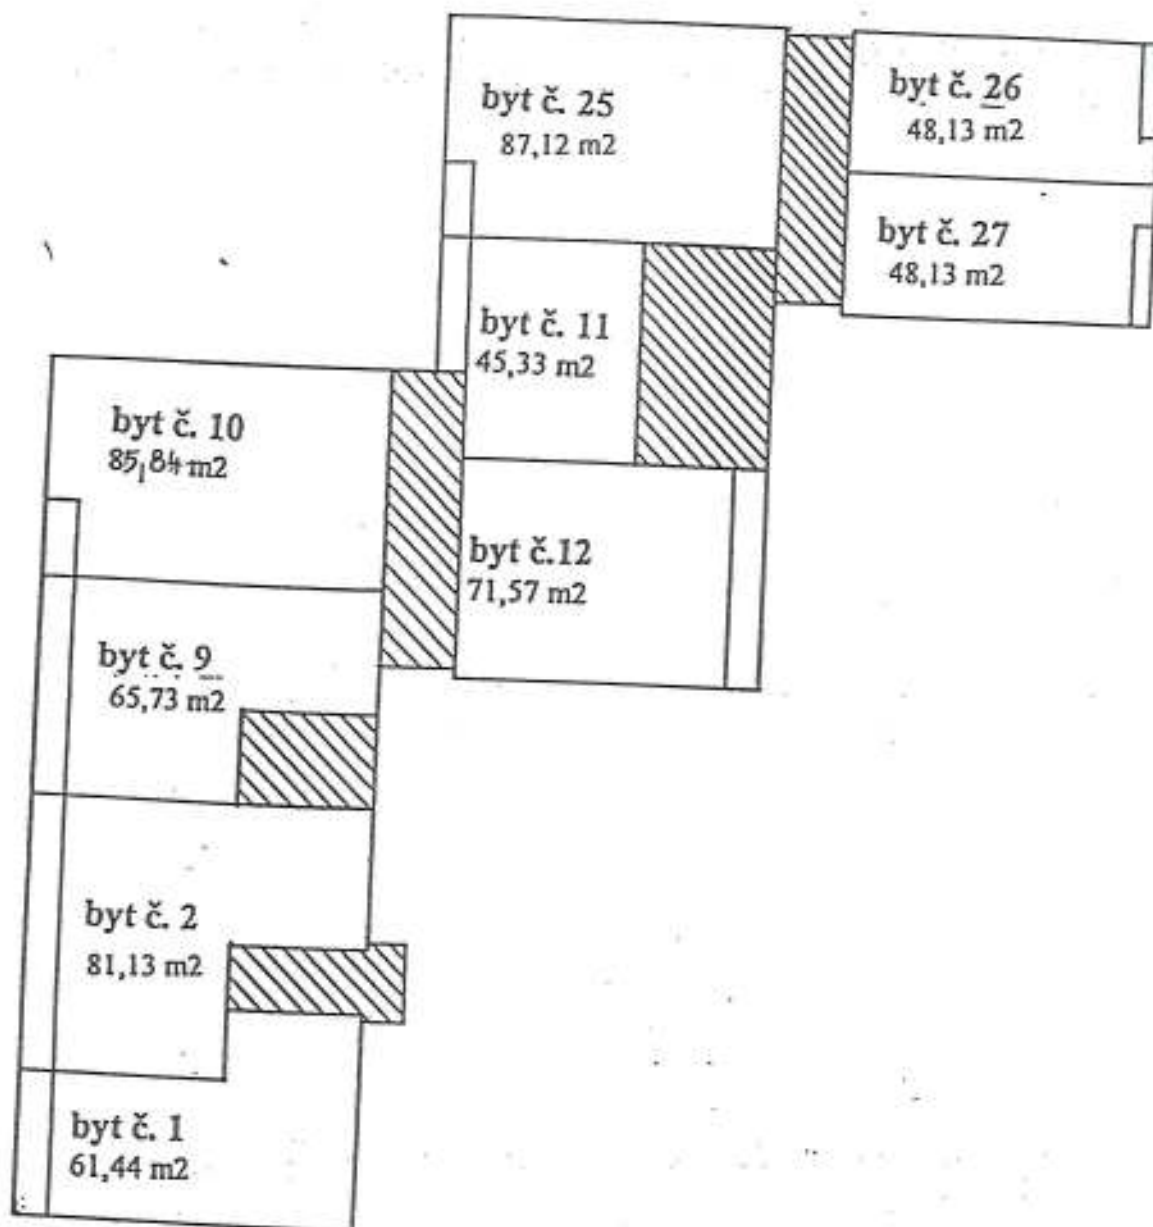 byt č. 25
87,12 m2
byt č. 26
48,13 m2
byt č. 27
48,13 m2
byt č. 11
45,33 m2
byt č. 10
85,84 m2
byt č.12
71,57 m2
byt č. 9
65,73 m2
byt č. 2
81,13 m2
byt č. 1
61,44 m2